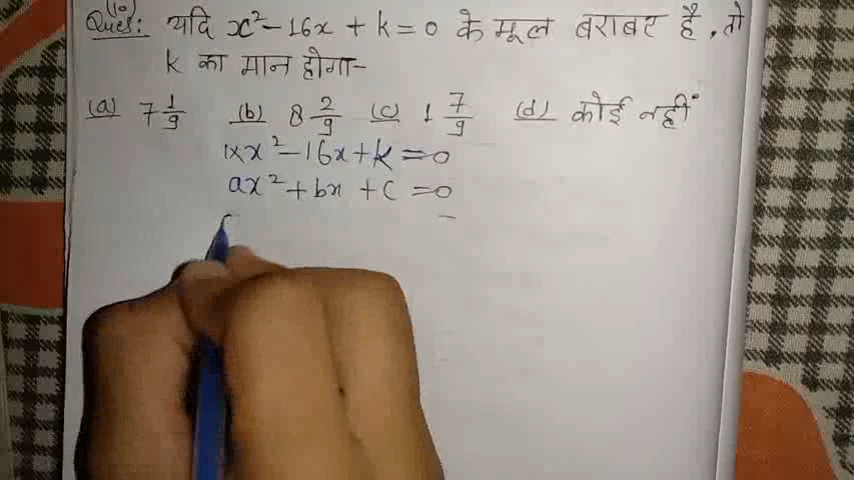 (10)
Ques: यदि x² - 16x + k = 0 के मूल बराबर है, तो
k का मान होगा-
(a) 7 1/9 (b) 8 2/9 (c) 1 7/9 (d) कोई नहीं
1×x² - 16x + k = 0
ax² + bx + c = 0